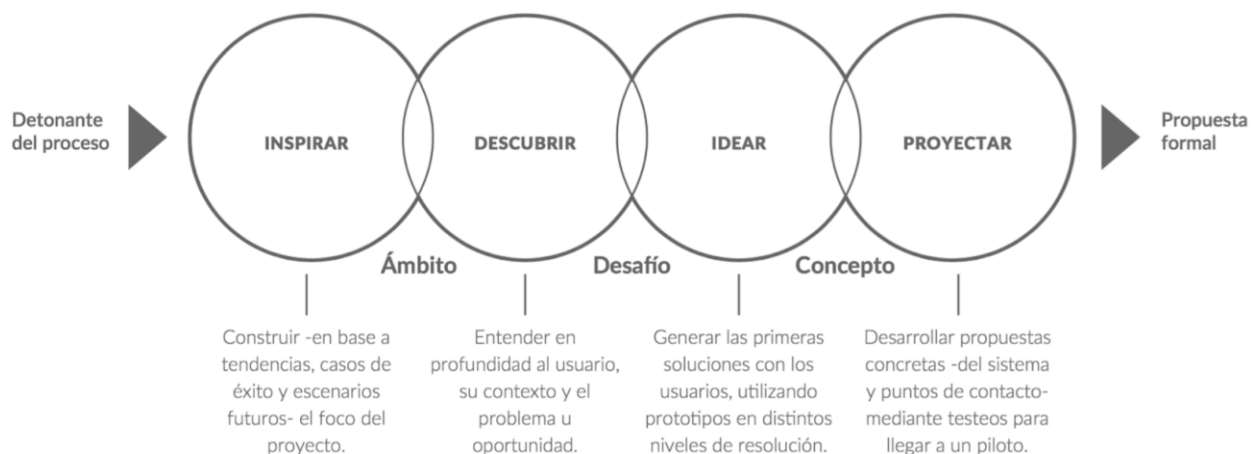 Detonante
del proceso
INSPIRAR
DESCUBRIR
IDEAR
PROYECTAR
Propuesta
formal
Ámbito
Desafío
Concepto
Construir -en base a
tendencias, casos de
éxito y escenarios
futuros- el foco del
proyecto.
Entender en
profundidad al usuario,
su contexto y el
problema u
oportunidad.
Generar las primeras
soluciones con los
usuarios, utilizando
prototipos en distintos
niveles de resolución.
Desarrollar propuestas
concretas -del sistema
y puntos de contacto-
mediante testeos para
llegar a un piloto.